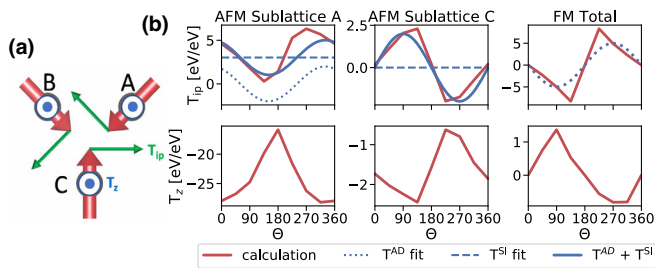 (a)
B
A
C
T_ip
T_z
(b)
AFM Sublattice A
AFM Sublattice C
FM Total
T_ip [eV/eV]
5
0
2.5
0.0
5
0
−5
T_z [eV/eV]
−20
−25
−1
−2
1
0
0 90 180 270 360
0 90 180 270 360
0 90 180 270 360
Θ
Θ
Θ
calculation
T^AD fit
T^SI fit
T^AD + T^SI